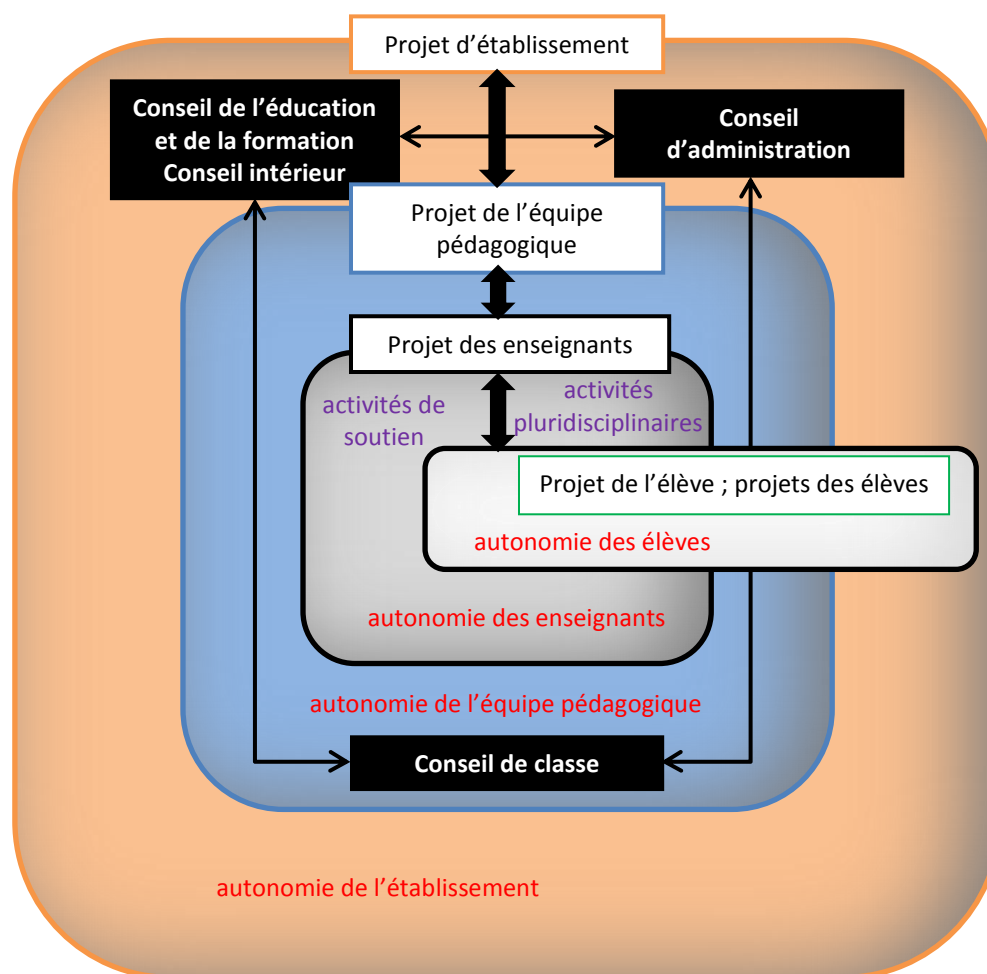 Projet d’établissement
Conseil de l’éducation
et de la formation
Conseil intérieur
Conseil
d’administration
Projet de l’équipe
pédagogique
Projet des enseignants
activités de
soutien
activités
pluridisciplinaires
Projet de l’élève ; projets des élèves
autonomie des élèves
autonomie des enseignants
autonomie de l’équipe pédagogique
Conseil de classe
autonomie de l’établissement